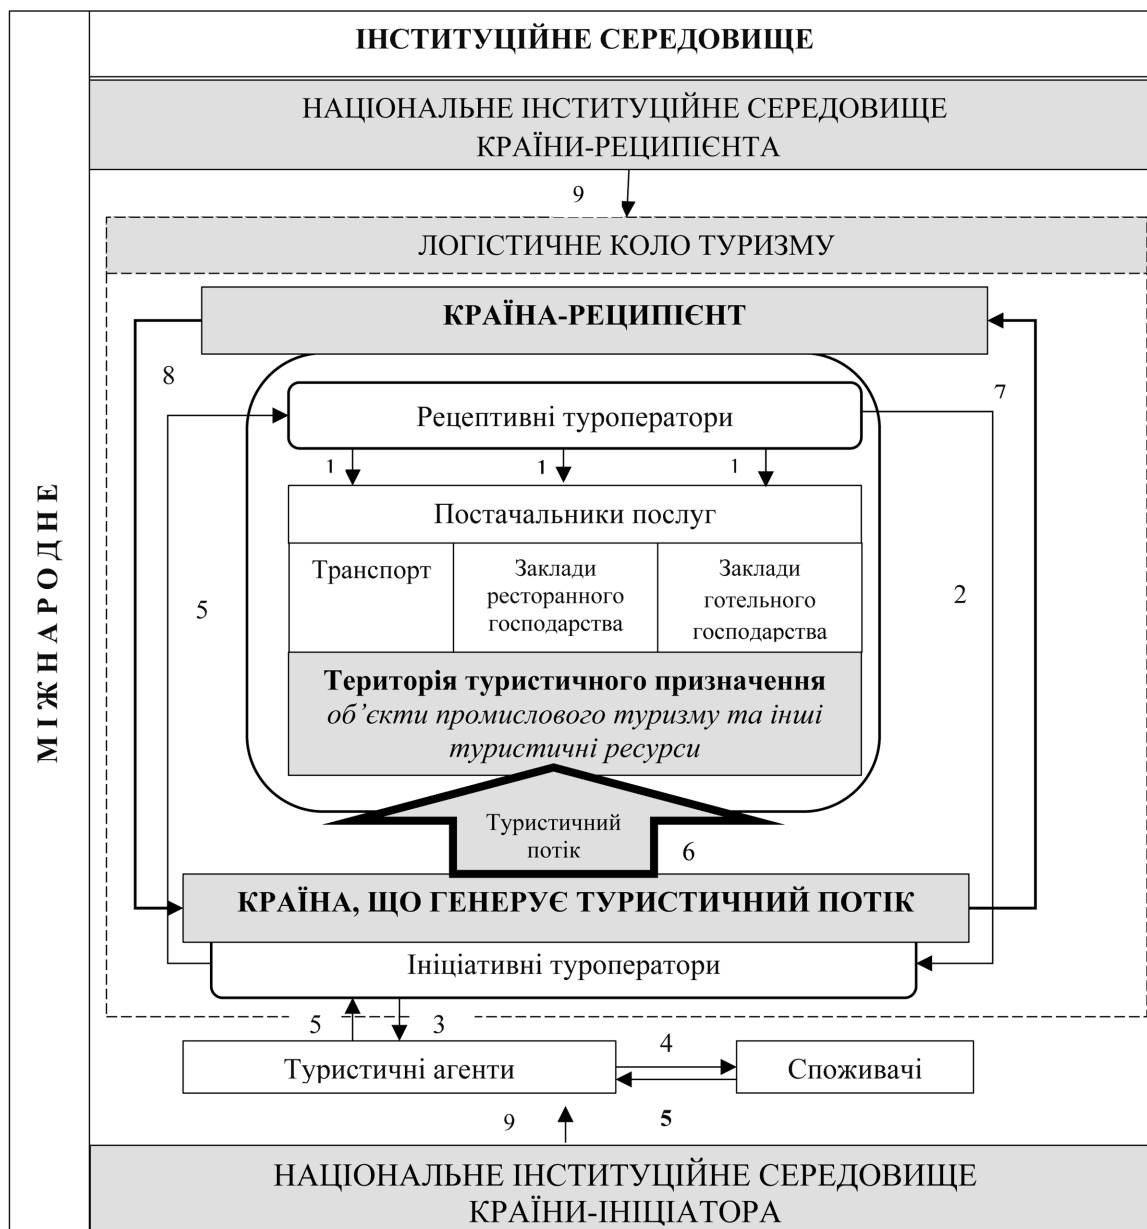 ІНСТИТУЦІЙНЕ СЕРЕДОВИЩЕ
НАЦІОНАЛЬНЕ ІНСТИТУЦІЙНЕ СЕРЕДОВИЩЕ
КРАЇНИ-РЕЦИПІЄНТА
9
ЛОГІСТИЧНЕ КОЛО ТУРИЗМУ
КРАЇНА-РЕЦИПІЄНТ
8
7
Рецептивні туроператори
1 1 1
Постачальники послуг
Транспорт
Заклади
ресторанного
господарства
Заклади
готельного
господарства
5
2
МІЖНАРОДНЕ
Територія туристичного призначення
об’єкти промислового туризму та інші
туристичні ресурси
Туристичний
потік
6
КРАЇНА, ЩО ГЕНЕРУЄ ТУРИСТИЧНИЙ ПОТІК
Ініціативні туроператори
5 3
Туристичні агенти
4
Споживачі
5
9
НАЦІОНАЛЬНЕ ІНСТИТУЦІЙНЕ СЕРЕДОВИЩЕ
КРАЇНИ-ІНІЦІАТОРА